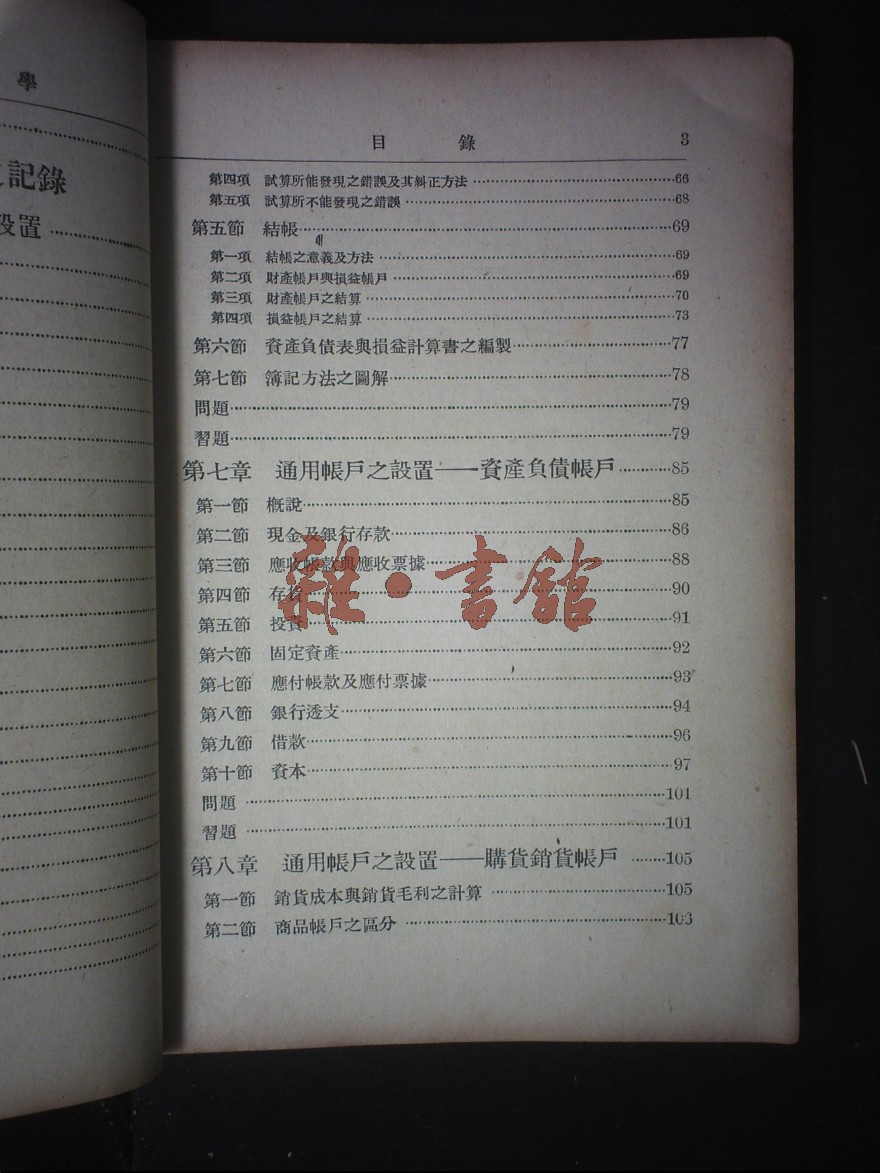 學
記錄
設置
目 錄 3
第四項 試算所能發現之錯誤及其糾正方法 66
第五項 試算所不能發現之錯誤 68
第五節 結帳 69
第一項 結帳之意義及方法 69
第二項 財產帳戶與損益帳戶 69
第三項 財產帳戶之結算 70
第四項 損益帳戶之結算 73
第六節 資產負債表與損益計算書之編製 77
第七節 簿記方法之圖解 78
問題 79
習題 79
第七章 通用帳戶之設置——資產負債帳戶 85
第一節 概說 85
第二節 現金及銀行存款 86
第三節 應收帳款與應收票據 88
第四節 存貨 90
第五節 投資 91
第六節 固定資產 92
第七節 應付帳款及應付票據 93
第八節 銀行透支 94
第九節 借款 96
第十節 資本 97
問題 101
習題 101
第八章 通用帳戶之設置——購貨銷貨帳戶 105
第一節 銷貨成本與銷貨毛利之計算 105
第二節 商品帳戶之區分
雜·書館